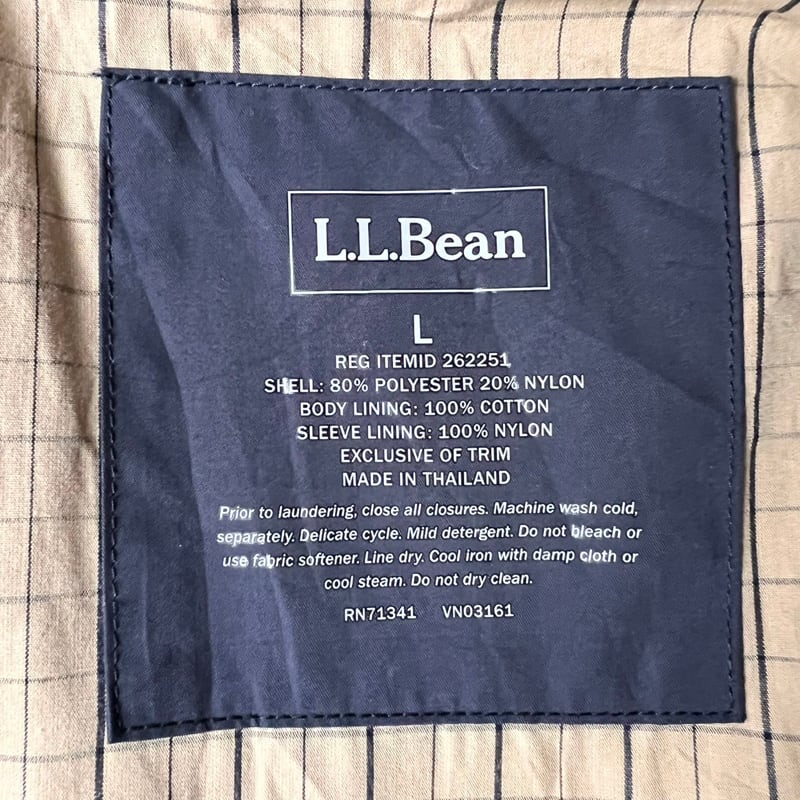 L.L.Bean
L
REG ITEMID 262251
SHELL: 80% POLYESTER 20% NYLON
BODY LINING: 100% COTTON
SLEEVE LINING: 100% NYLON
EXCLUSIVE OF TRIM
MADE IN THAILAND
Prior to laundering, close all closures. Machine wash cold,
separately. Delicate cycle. Mild detergent. Do not bleach or
use fabric softener. Line dry. Cool iron with damp cloth or
cool steam. Do not dry clean.
RN71341 VN03161